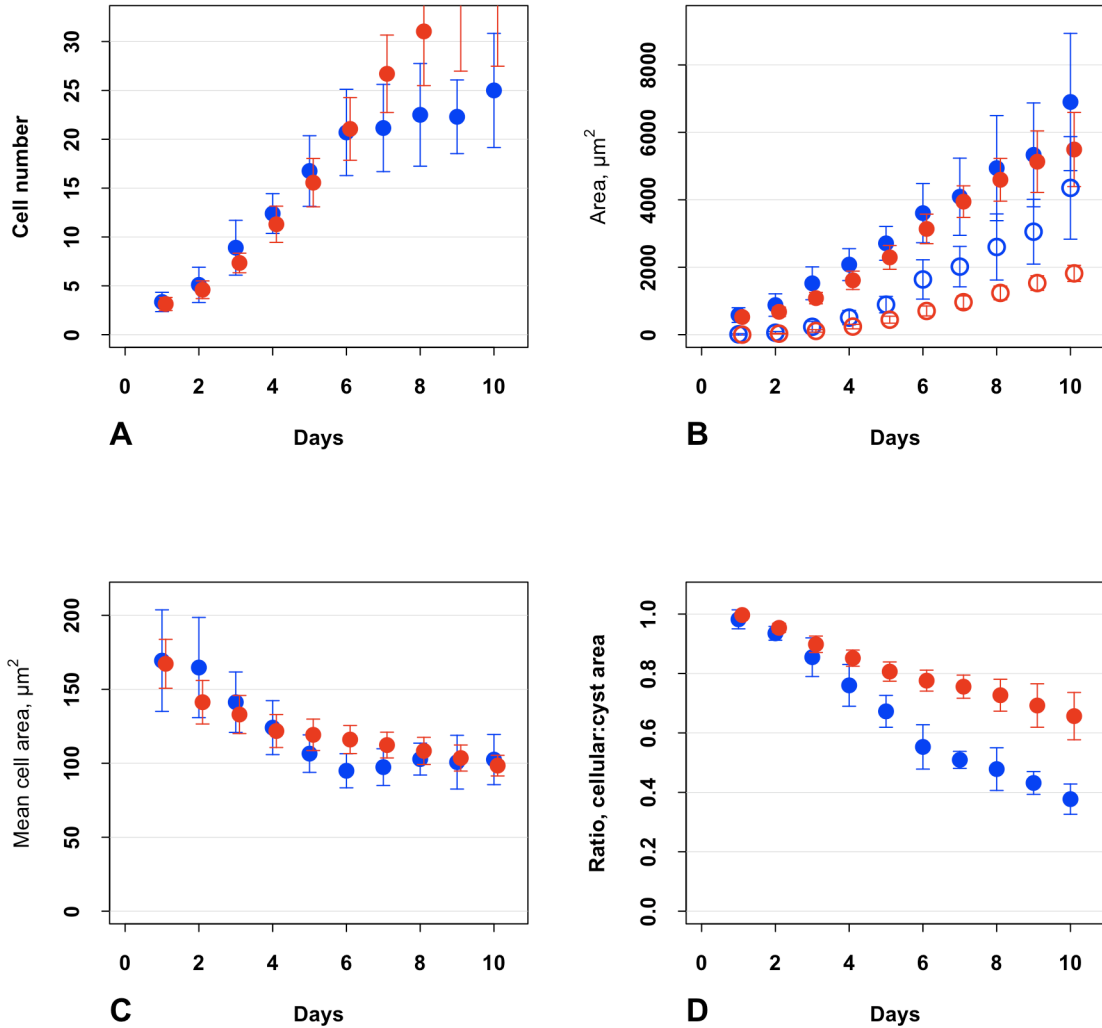 Cell number
30
25
20
15
10
5
0
0 2 4 6 8 10
A Days
Area, µm²
8000
6000
4000
2000
0
0 2 4 6 8 10
B Days
Mean cell area, µm²
200
150
100
50
0
0 2 4 6 8 10
C Days
Ratio, cellular:cyst area
1.0
0.8
0.6
0.4
0.2
0.0
0 2 4 6 8 10
D Days